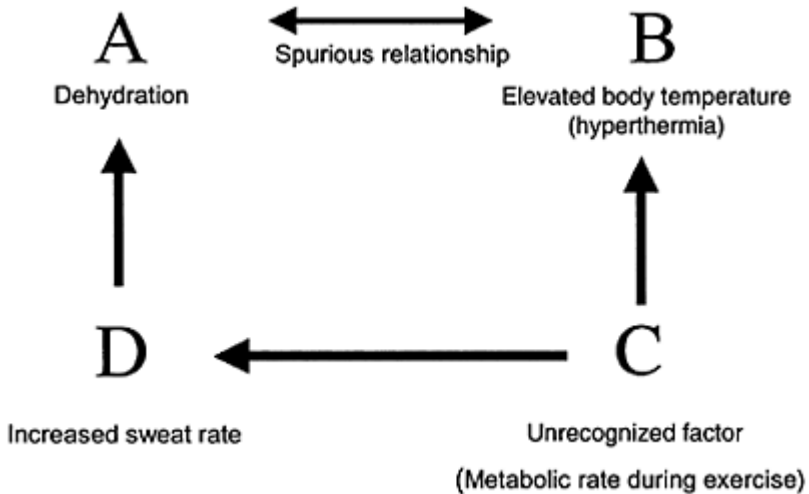 A
B
Spurious relationship
Dehydration
Elevated body temperature
(hyperthermia)
D
C
Increased sweat rate
Unrecognized factor
(Metabolic rate during exercise)